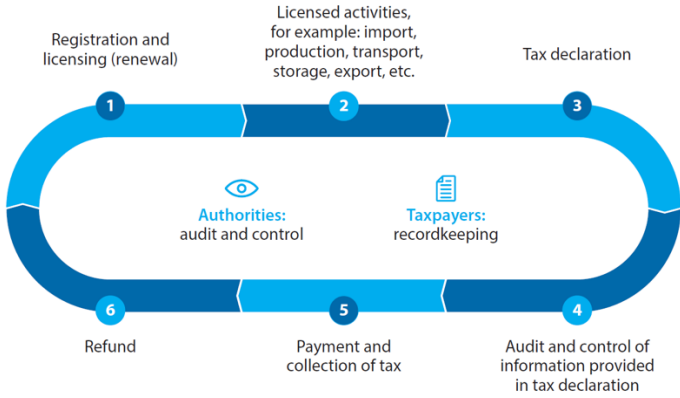 Registration and
licensing (renewal)
Licensed activities,
for example: import,
production, transport,
storage, export, etc.
Tax declaration
1
2
3
Authorities:
audit and control
Taxpayers:
recordkeeping
6
5
4
Refund
Payment and
collection of tax
Audit and control of
information provided
in tax declaration